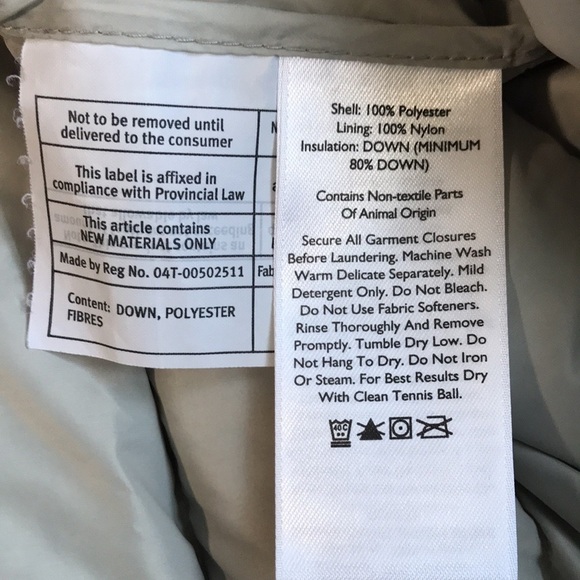 Not to be removed until
delivered to the consumer
This label is affixed in
compliance with Provincial Law
This article contains
NEW MATERIALS ONLY
Made by Reg No. 04T-00502511
Fab
Content: DOWN, POLYESTER
FIBRES
Shell: 100% Polyester
Lining: 100% Nylon
Insulation: DOWN (MINIMUM
80% DOWN)
Contains Non-textile Parts
Of Animal Origin
Secure All Garment Closures
Before Laundering. Machine Wash
Warm Delicate Separately. Mild
Detergent Only. Do Not Bleach.
Do Not Use Fabric Softeners.
Rinse Thoroughly And Remove
Promptly. Tumble Dry Low. Do
Not Hang To Dry. Do Not Iron
Or Steam. For Best Results Dry
With Clean Tennis Ball.
40C